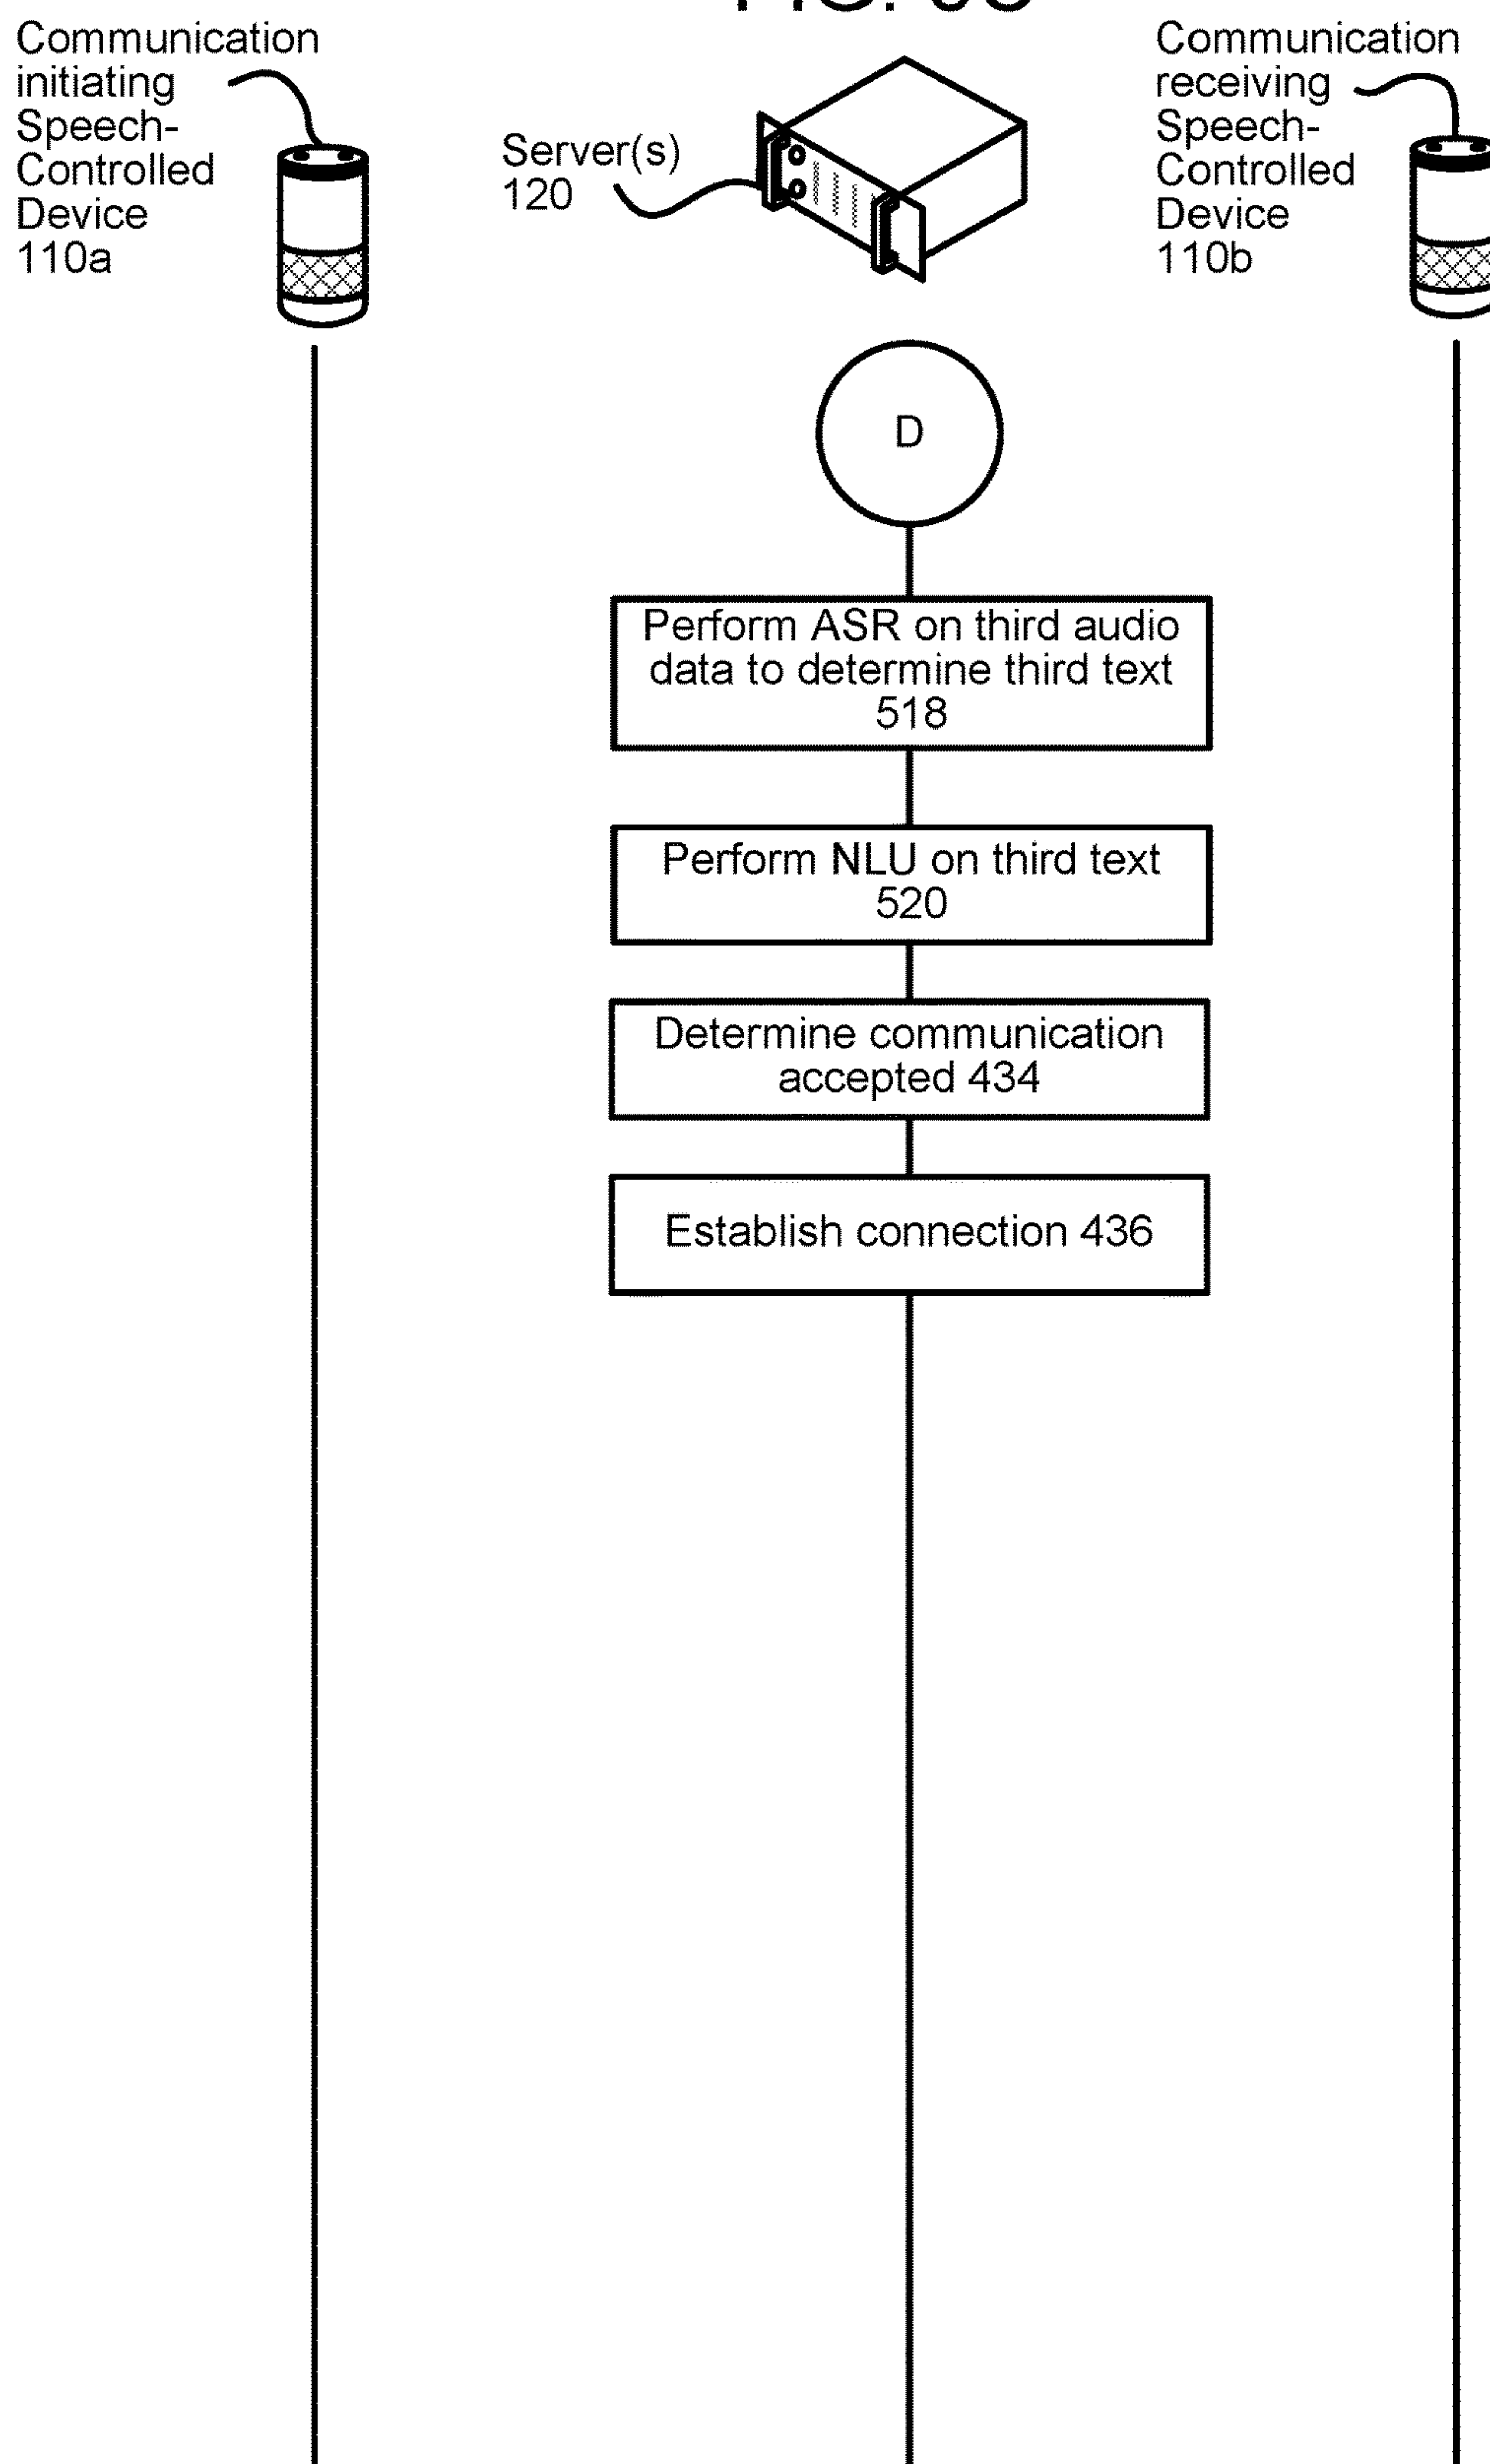 Communication
initiating
Speech-
Controlled
Device
110a
Server(s)
120
Communication
receiving
Speech-
Controlled
Device
110b
D
Perform ASR on third audio
data to determine third text
518
Perform NLU on third text
520
Determine communication
accepted 434
Establish connection 436